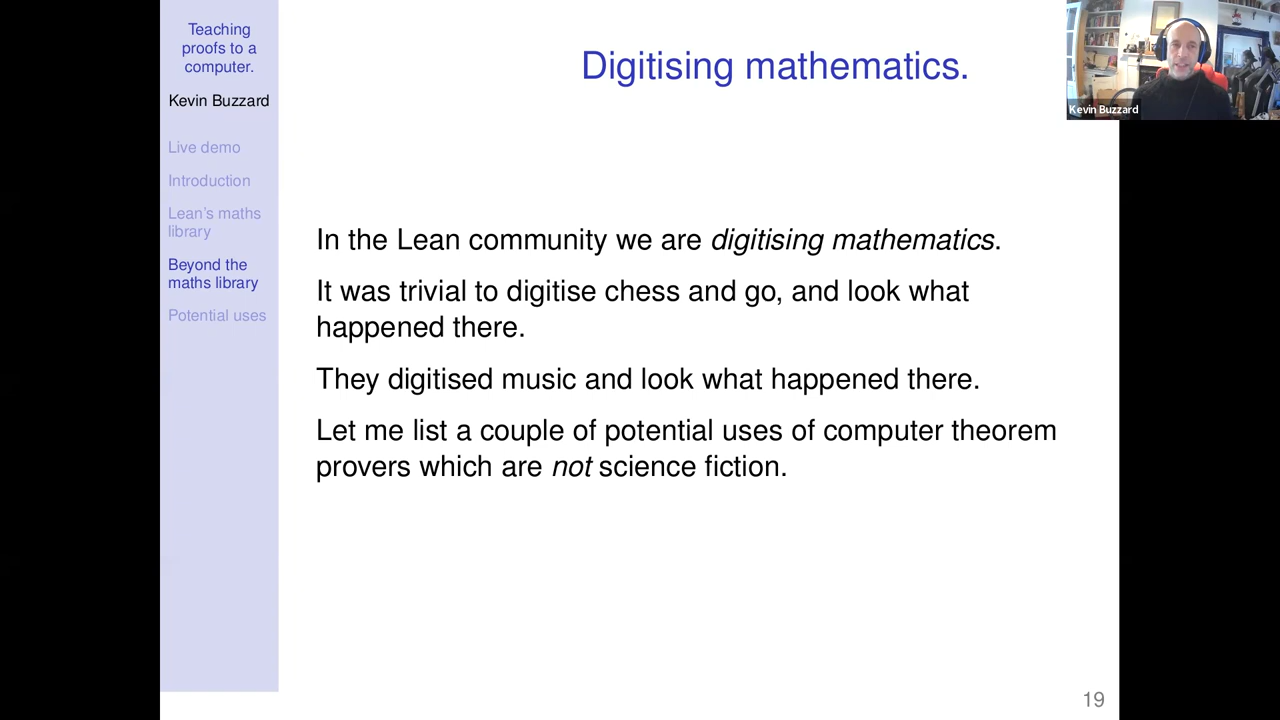 Teaching
proofs to a
computer.
Kevin Buzzard
Live demo
Introduction
Lean's maths
library
Beyond the
maths library
Potential uses
Digitising mathematics.
In the Lean community we are digitising mathematics.
It was trivial to digitise chess and go, and look what
happened there.
They digitised music and look what happened there.
Let me list a couple of potential uses of computer theorem
provers which are not science fiction.
19
Kevin Buzzard